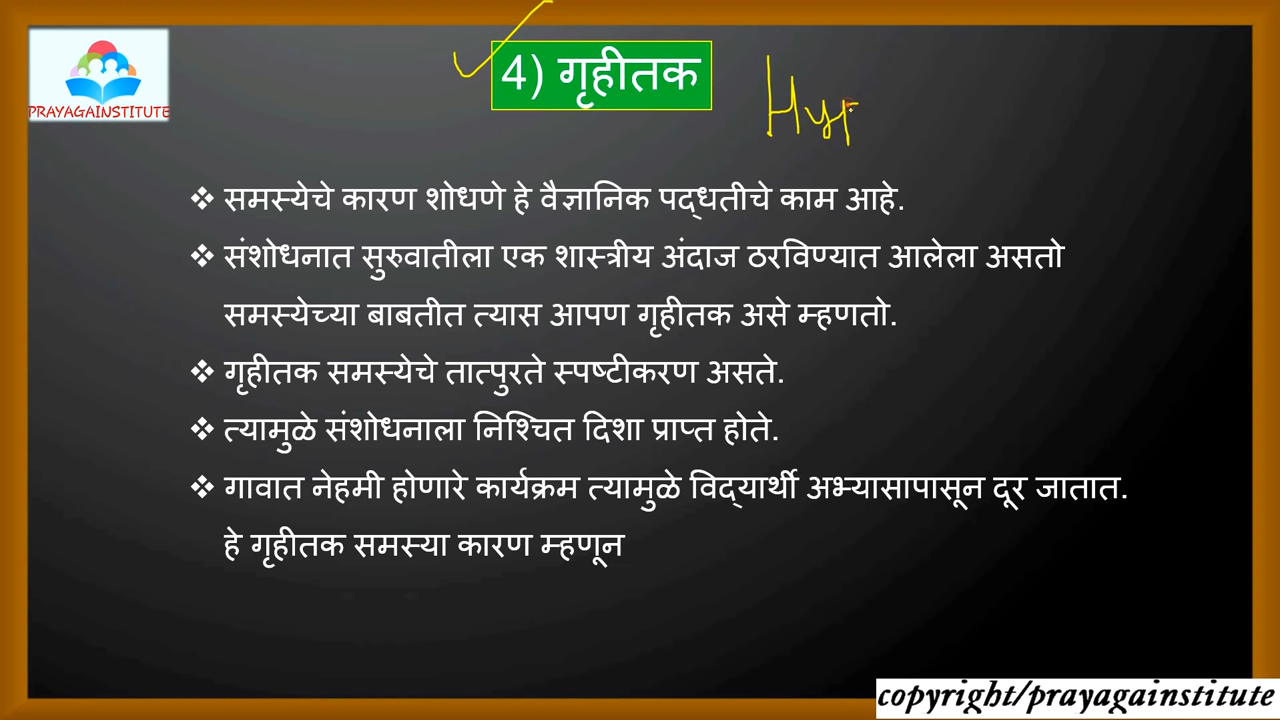 PRAYAGAINSTITUTE
4) गृहीतक
Hyp
❖ समस्येचे कारण शोधणे हे वैज्ञानिक पद्धतीचे काम आहे.
❖ संशोधनात सुरुवातीला एक शास्त्रीय अंदाज ठरविण्यात आलेला असतो
समस्येच्या बाबतीत त्यास आपण गृहीतक असे म्हणतो.
❖ गृहीतक समस्येचे तात्पुरते स्पष्टीकरण असते.
❖ त्यामुळे संशोधनाला निश्चित दिशा प्राप्त होते.
❖ गावात नेहमी होणारे कार्यक्रम त्यामुळे विद्यार्थी अभ्यासापासून दूर जातात.
हे गृहीतक समस्या कारण म्हणून
copyright/prayagainstitute